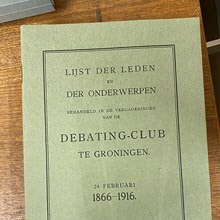 LIJST DER LEDEN
EN
DER ONDERWERPEN
BEHANDELD IN DE VERGADERINGEN
VAN DE
DEBATING-CLUB
TE GRONINGEN.
24 FEBRUARI
1866-1916.